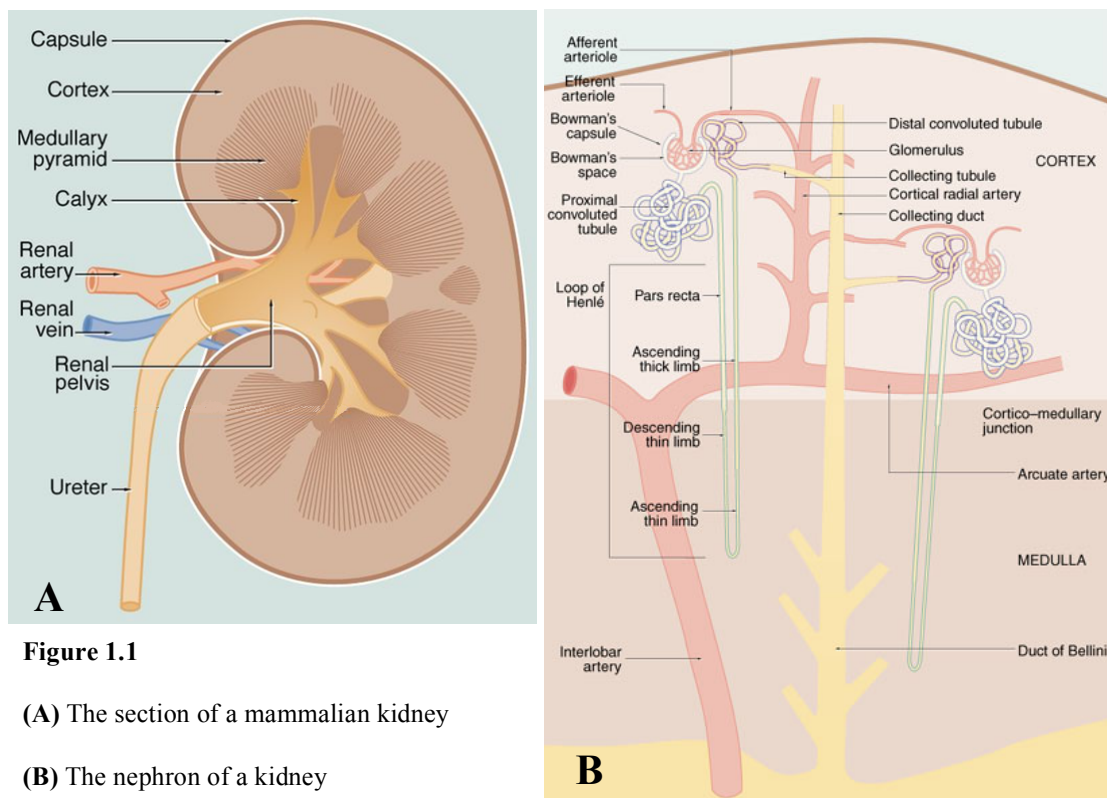 Capsule
Cortex
Medullary
pyramid
Calyx
Renal
artery
Renal
vein
Renal
pelvis
Ureter
A
Figure 1.1
(A) The section of a mammalian kidney
(B) The nephron of a kidney
Afferent
arteriole
Efferent
arteriole
Bowman's
capsule
Bowman's
space
Proximal
convoluted
tubule
Loop of
Henlé
Pars recta
Ascending
thick limb
Descending
thin limb
Ascending
thin limb
Interlobar
artery
Distal convoluted tubule
Glomerulus
CORTEX
Collecting tubule
Cortical radial artery
Collecting duct
Cortico–medullary
junction
Arcuate artery
MEDULLA
Duct of Bellini
B